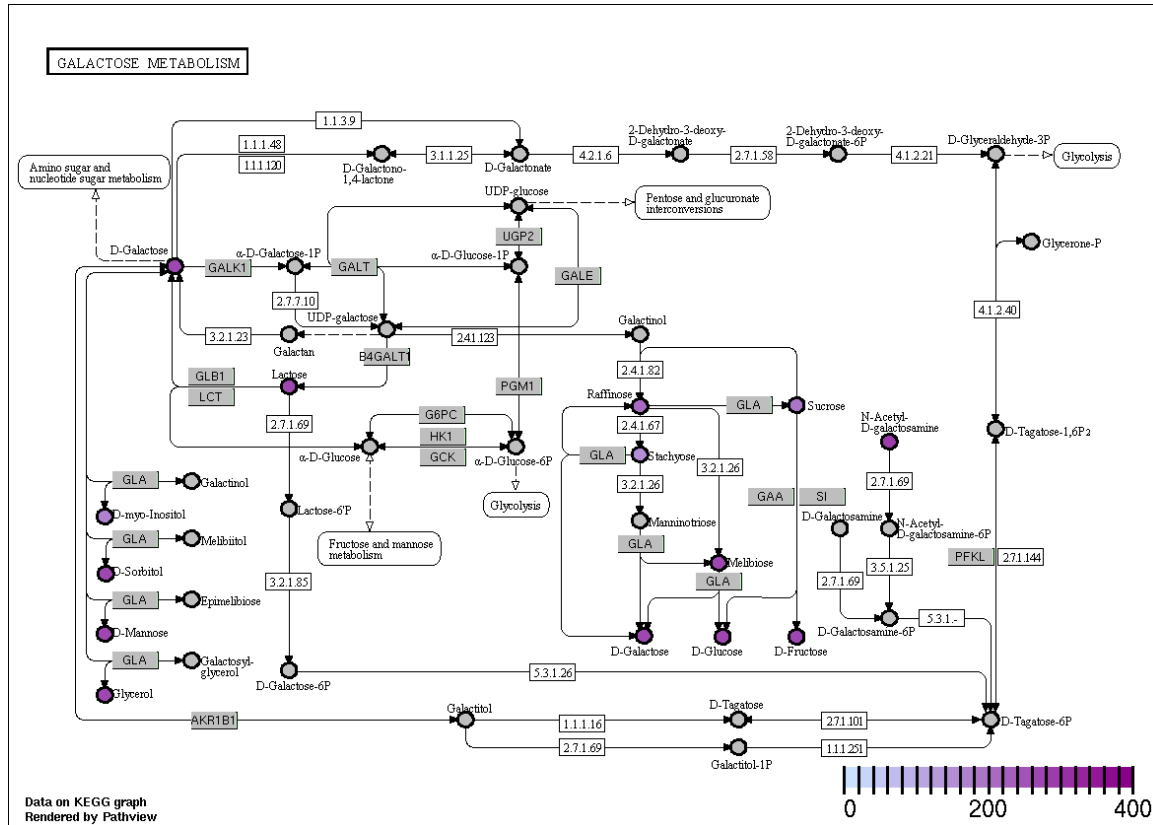 GALACTOSE METABOLISM
1.1.3.9
1.1.1.48
1.1.1.120
D-Galactono-
1,4-lactone
3.1.1.25
D-Galactonate
4.2.1.6
2-Dehydro-3-deoxy-
D-galactonate
2.7.1.58
2-Dehydro-3-deoxy-
D-galactonate-6P
4.1.2.21
D-Glyceraldehyde-3P
Glycolysis
Amino sugar and
nucleotide sugar metabolism
UDP-glucose
Pentose and glucuronate
interconversions
UGP2
Glycerone-P
D-Galactose
GALK1
α-D-Galactose-1P
GALT
α-D-Glucose-1P
GALE
2.7.7.10
4.1.2.40
UDP-galactose
3.2.1.23
Galactan
2.4.1.123
Galactinol
B4GALT1
GLB1
LCT
Lactose
PGM1
2.4.1.82
Raffinose
GLA
Sucrose
2.7.1.69
G6PC
HK1
GCK
α-D-Glucose
α-D-Glucose-6P
2.4.1.67
GLA
Stachyose
3.2.1.26
3.2.1.26
N-Acetyl-
D-galactosamine
D-Tagatose-1,6P2
2.7.1.69
GLA
Galactinol
D-myo-Inositol
Lactose-6'P
Glycolysis
GAA
SI
Manninotriose
D-Galactosamine
N-Acetyl-
D-galactosamine-6P
GLA
Melibiitol
D-Sorbitol
Fructose and mannose
metabolism
GLA
Melibiose
GLA
2.7.1.69
3.5.1.25
PFKL
2.7.1.144
3.2.1.85
GLA
Epimelibiose
D-Mannose
D-Galactose
D-Glucose
D-Fructose
D-Galactosamine-6P
5.3.1.-
GLA
Galactosyl-
glycerol
Glycerol
D-Galactose-6P
5.3.1.26
AKR1B1
Galactitol
1.1.1.16
D-Tagatose
2.7.1.101
D-Tagatose-6P
2.7.1.69
Galactitol-1P
1.1.1.251
0
200
400
Data on KEGG graph
Rendered by Pathview